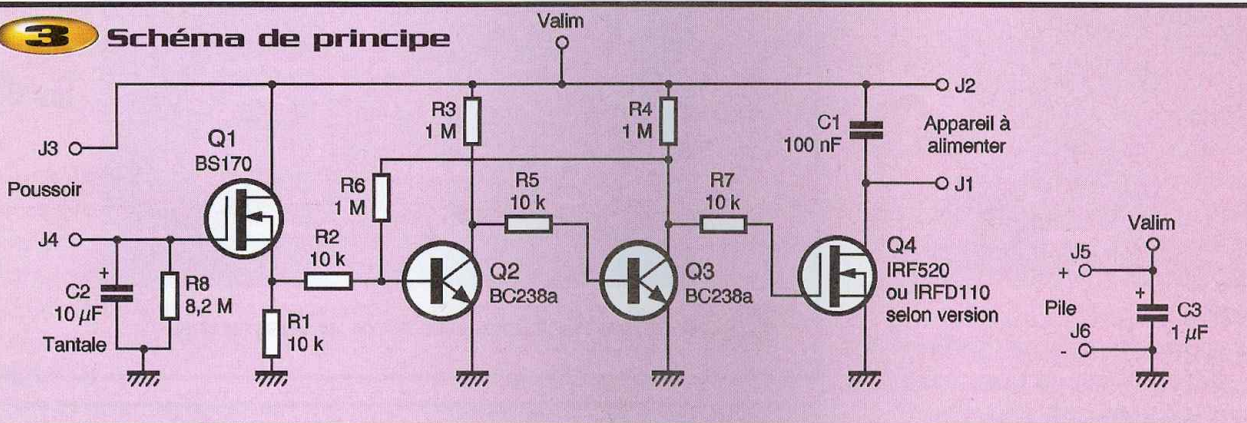 3 Schéma de principe
Valim
J3
Poussoir
J4
+
C2
10 µF
Tantale
R8
8,2 M
Q1
BS170
R1
10 k
R2
10 k
R6
1 M
R3
1 M
Q2
BC238a
R5
10 k
R4
1 M
Q3
BC238a
R7
10 k
C1
100 nF
J2
Appareil à
alimenter
J1
Q4
IRF520
ou IRFD110
selon version
Valim
J5
+
Pile
J6
-
+
C3
1 µF